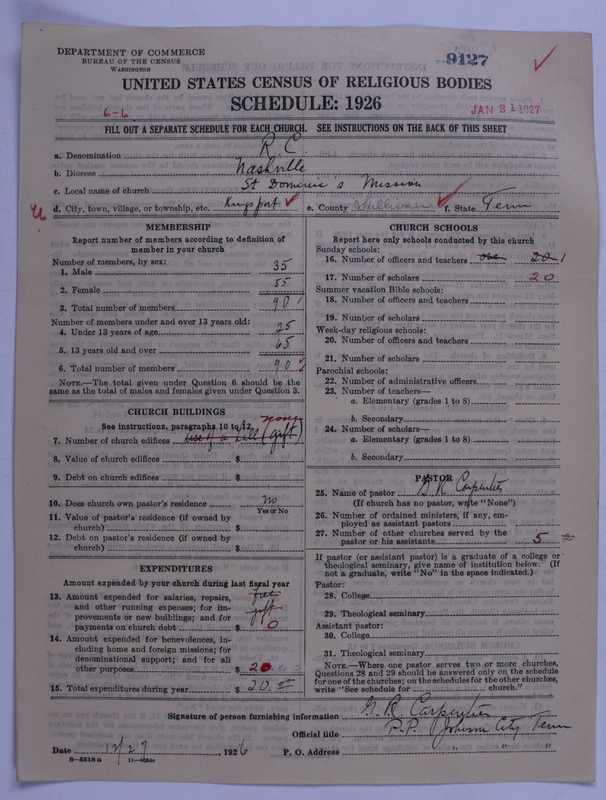 DEPARTMENT OF COMMERCE
BUREAU OF THE CENSUS
WASHINGTON
9127
UNITED STATES CENSUS OF RELIGIOUS BODIES
SCHEDULE: 1926
6-6
JAN 31 1927
FILL OUT A SEPARATE SCHEDULE FOR EACH CHURCH. SEE INSTRUCTIONS ON THE BACK OF THIS SHEET
a. Denomination R C
b. Diocese Nashville
c. Local name of church St Dominic's Mission
d. City, town, village, or township, etc. Kingsport e. County Sullivan f. State Tenn
MEMBERSHIP
Report number of members according to definition of member in your church
Number of members, by sex:
1. Male 35
2. Female 55
3. Total number of members 90
Number of members under and over 13 years old:
4. Under 13 years of age 25
5. 13 years old and over 65
6. Total number of members 90
NOTE.—The total given under Question 6 should be the same as the total of males and females given under Question 3.
CHURCH BUILDINGS
See instructions, paragraphs 10 to 12
none
7. Number of church edifices use of a hall (gift)
8. Value of church edifices $
9. Debt on church edifices $
10. Does church own pastor's residence no
Yes or No
11. Value of pastor's residence (if owned by church) $
12. Debt on pastor's residence (if owned by church) $
EXPENDITURES
Amount expended by your church during last fiscal year
13. Amount expended for salaries, repairs, and other running expenses; for improvements or new buildings; and for payments on church debt $ 0
gift
14. Amount expended for benevolences, including home and foreign missions; for denominational support; and for all other purposes $ 20
15. Total expenditures during year $ 20.00
CHURCH SCHOOLS
Report here only schools conducted by this church
Sunday schools:
16. Number of officers and teachers one 20 1
17. Number of scholars 20
Summer vacation Bible schools:
18. Number of officers and teachers
19. Number of scholars
Week-day religious schools:
20. Number of officers and teachers
21. Number of scholars
Parochial schools:
22. Number of administrative officers
23. Number of teachers—
a. Elementary (grades 1 to 8)
b. Secondary
24. Number of scholars—
a. Elementary (grades 1 to 8)
b. Secondary
PASTOR
25. Name of pastor G. R. Carpentier
(If church has no pastor, write "None")
26. Number of ordained ministers, if any, employed as assistant pastors
27. Number of other churches served by the pastor or his assistants 5
If pastor (or assistant pastor) is a graduate of a college or theological seminary, give name of institution below. (If not a graduate, write "No" in the space indicated.)
Pastor:
28. College
29. Theological seminary
Assistant pastor:
30. College
31. Theological seminary
NOTE.—Where one pastor serves two or more churches, Questions 28 and 29 should be answered only on the schedule for one of the churches; on the schedules for the other churches, write "See schedule for church."
Signature of person furnishing information G. R. Carpentier
Official title P.P. Johnson City, Tenn
Date 12/27, 1926 P. O. Address " " "
8-5518a 11-4654a